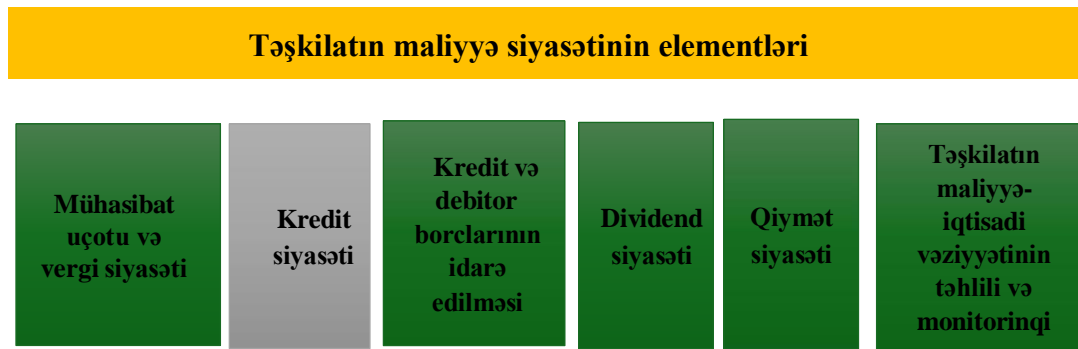 Təşkilatın maliyyə siyasətinin elementləri
Mühasibat
uçotu və
vergi siyasəti
Kredit
siyasəti
Kredit və
debitor
borclarının
idarə
edilməsi
Dividend
siyasəti
Qiymət
siyasəti
Təşkilatın
maliyyə-
iqtisadi
vəziyyətinin
təhlili və
monitorinqi